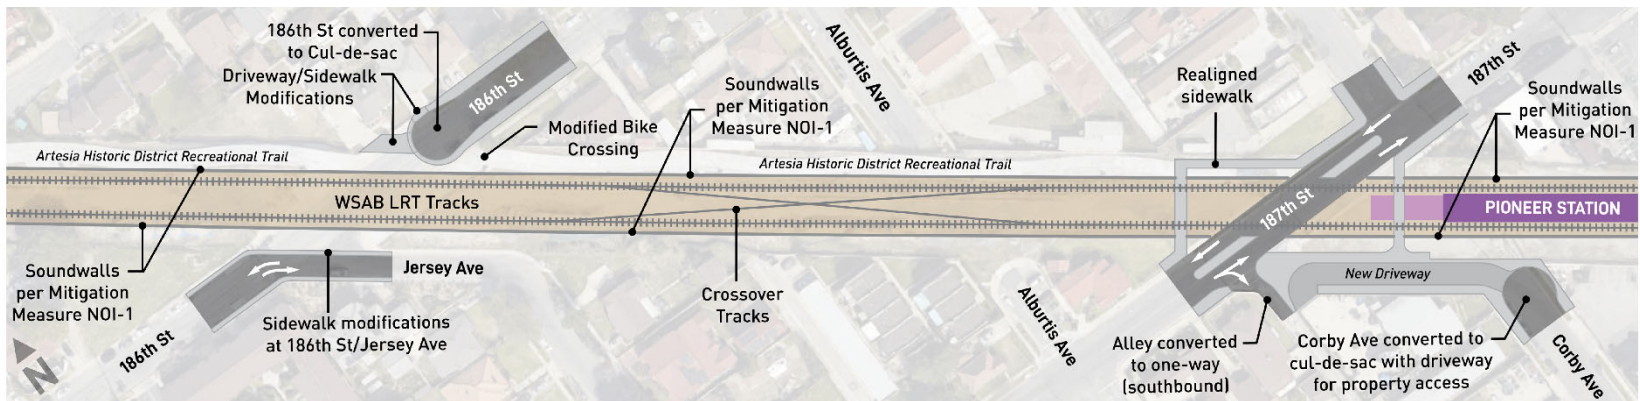 186th St converted
to Cul-de-sac
Driveway/Sidewalk
Modifications
186th St
Modified Bike
Crossing
Soundwalls
per Mitigation
Measure NOI-1
Alburtis Ave
Realigned
sidewalk
187th St
Soundwalls
per Mitigation
Measure NOI-1
Artesia Historic District Recreational Trail
Artesia Historic District Recreational Trail
WSAB LRT Tracks
187th St
PIONEER STATION
Soundwalls
per Mitigation
Measure NOI-1
Jersey Ave
186th St
Sidewalk modifications
at 186th St/Jersey Ave
Crossover
Tracks
Alburtis Ave
New Driveway
Alley converted
to one-way
(southbound)
Corby Ave converted to
cul-de-sac with driveway
for property access
Corby Ave
N